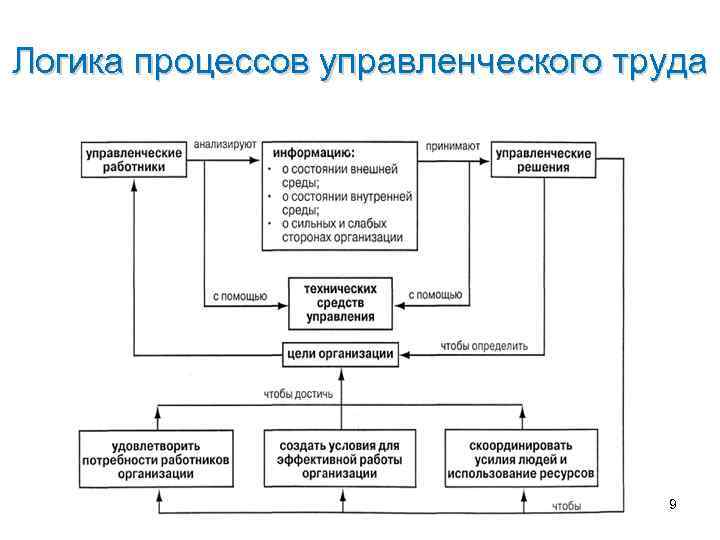 Логика процессов управленческого труда
управленческие
работники
анализируют
информацию:
• о состоянии внешней
среды;
• о состоянии внутренней
среды;
• о сильных и слабых
сторонах организации
принимают
управленческие
решения
с помощью
технических
средств
управления
с помощью
цели организации
чтобы определить
чтобы достичь
удовлетворить
потребности работников
организации
создать условия для
эффективной работы
организации
скоординировать
усилия людей и
использование ресурсов
чтобы
9